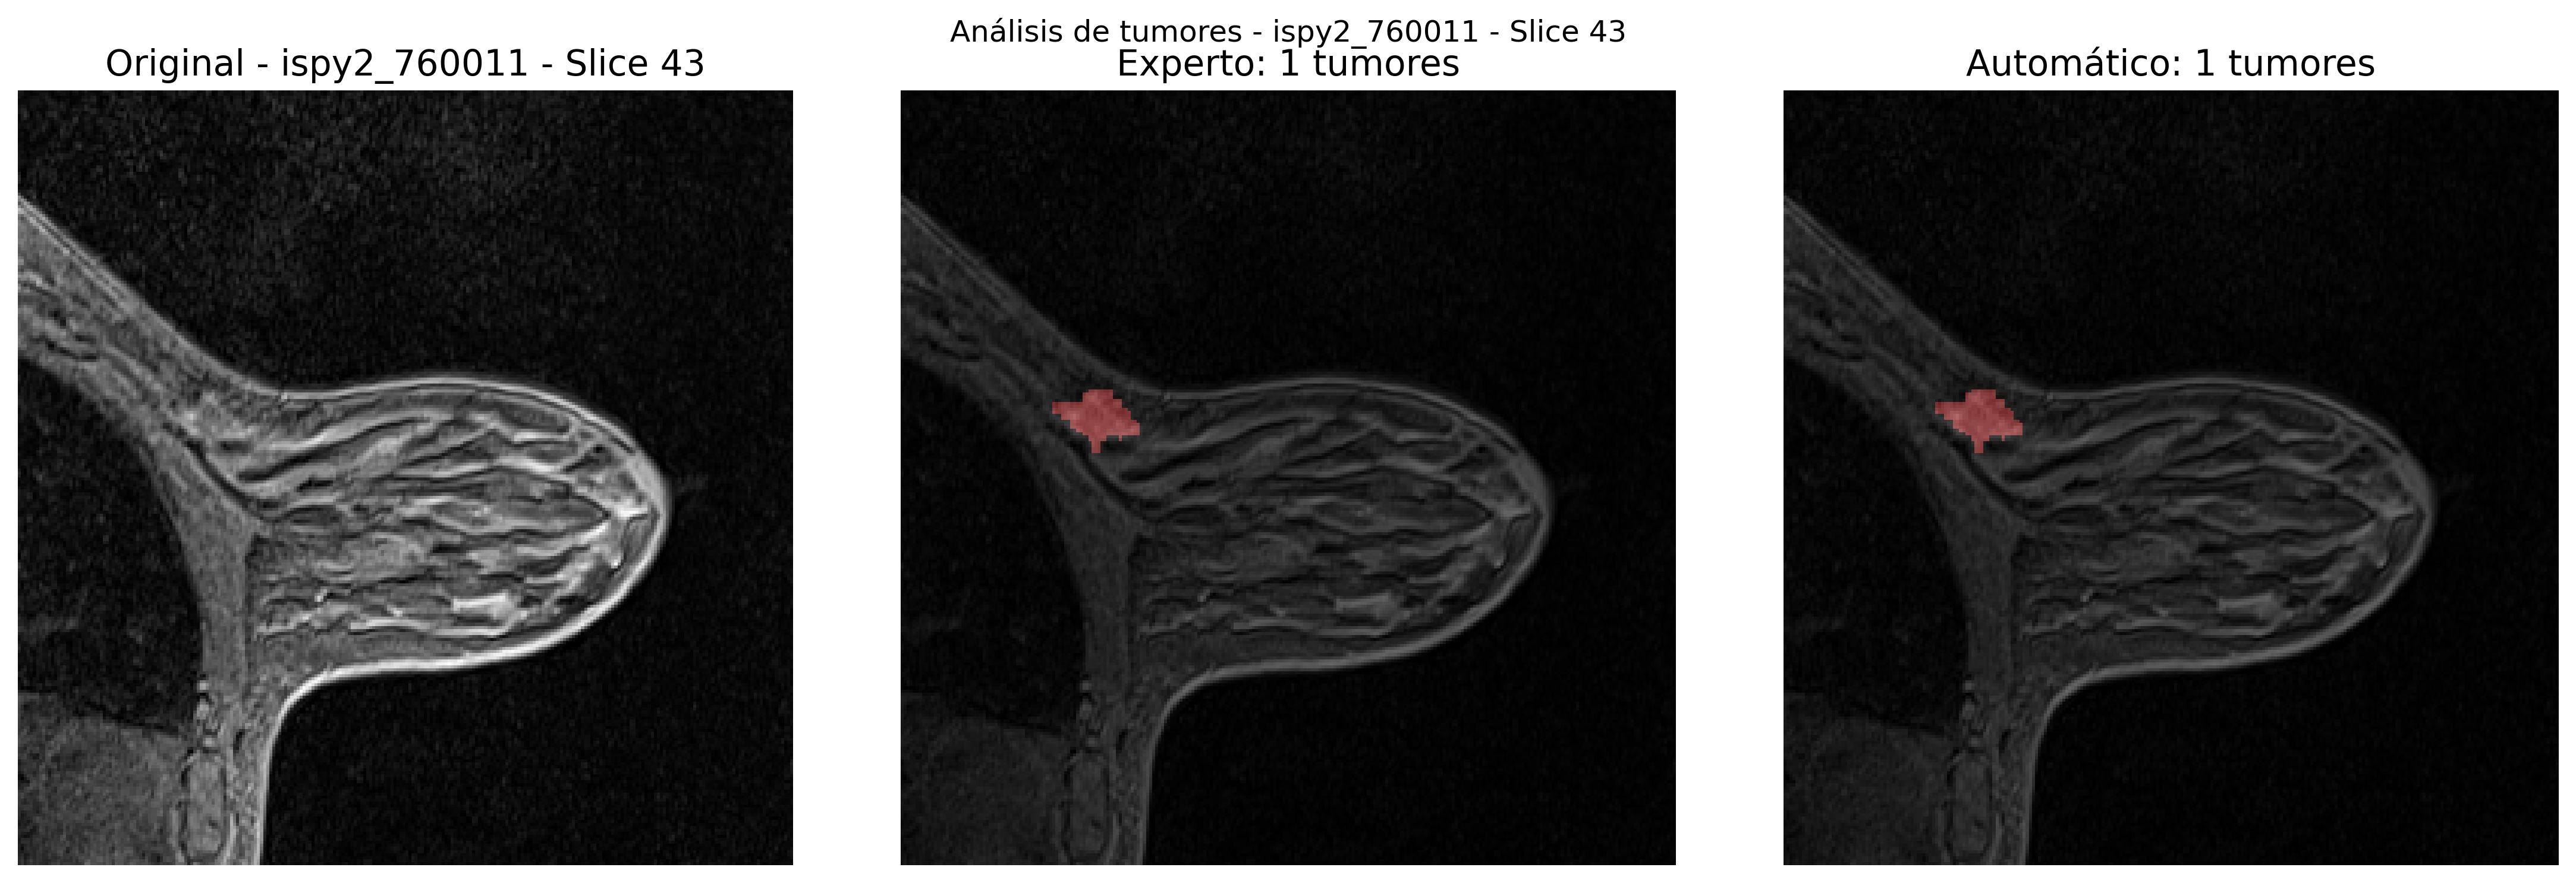 Análisis de tumores - ispy2_760011 - Slice 43
Original - ispy2_760011 - Slice 43
Experto: 1 tumores
Automático: 1 tumores